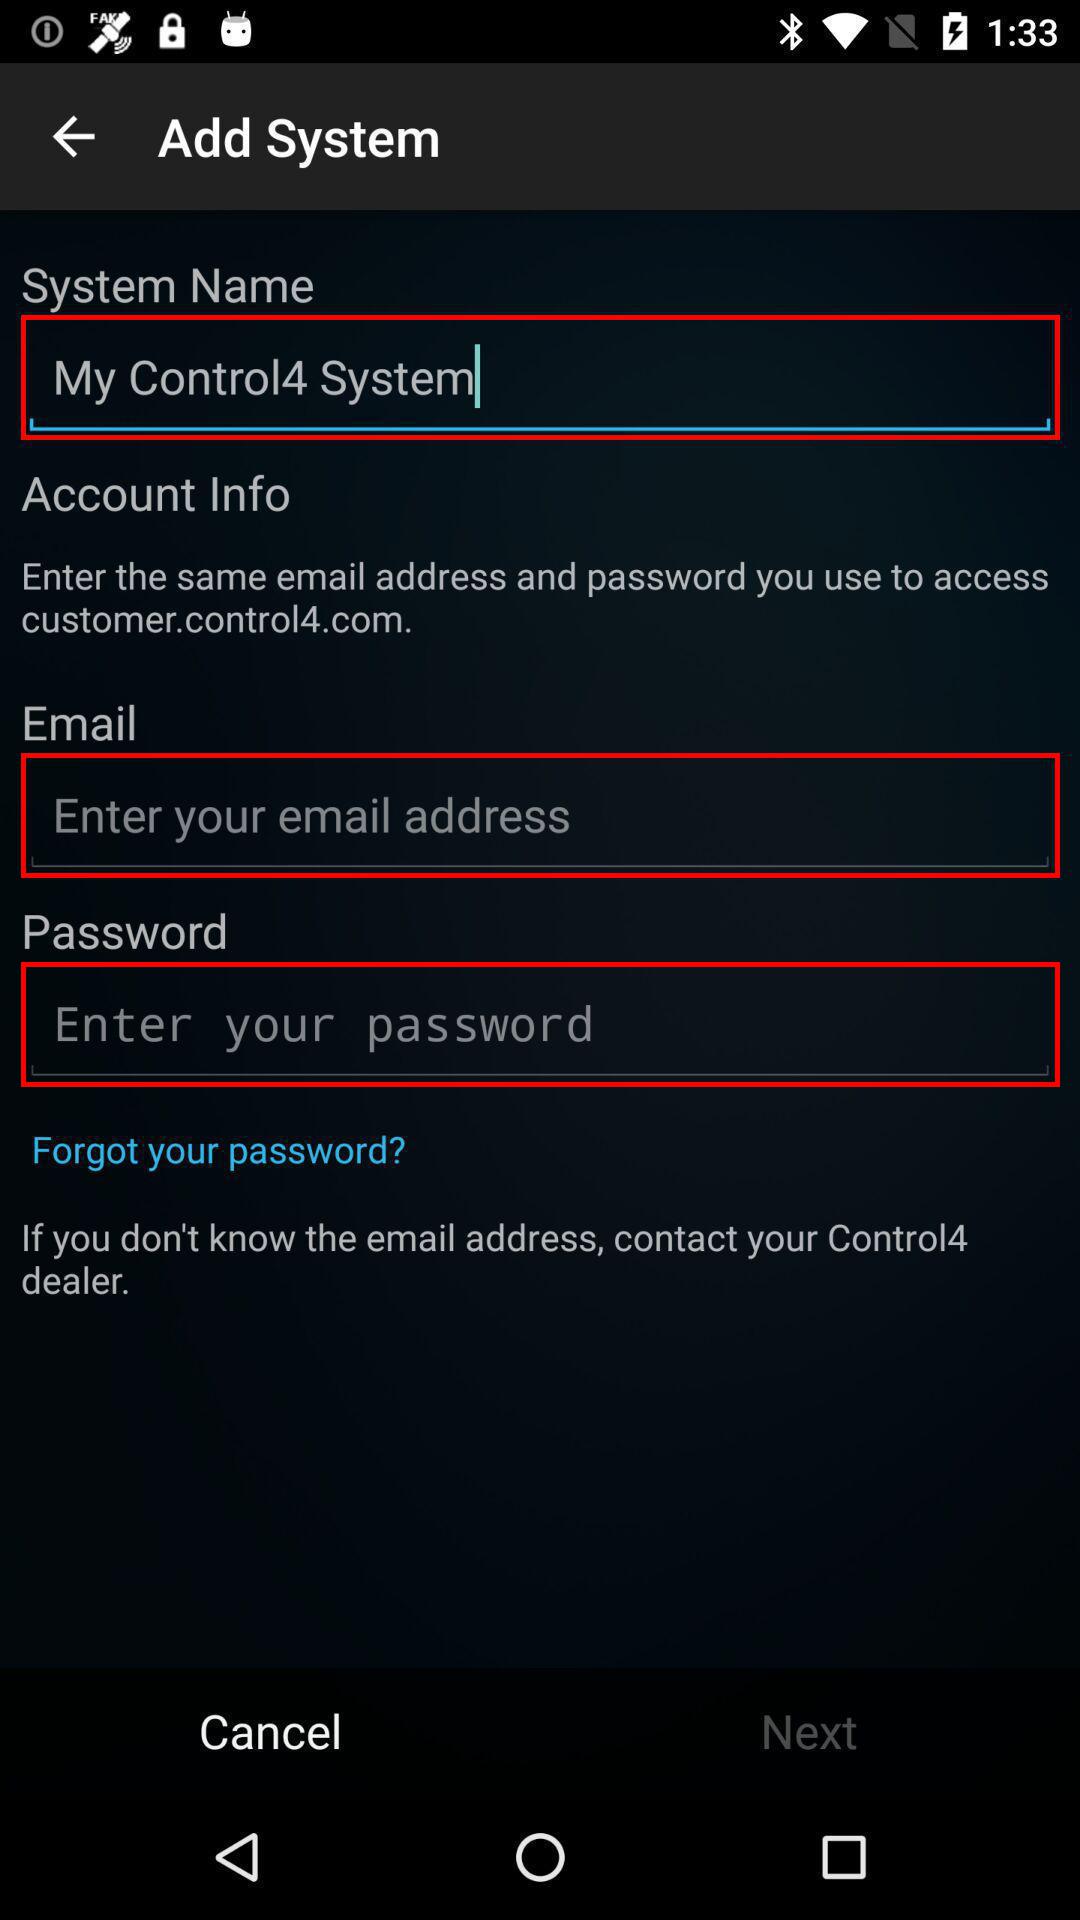 FAKE
1:33
Add System
System Name
My Control4 System
Account Info
Enter the same email address and password you use to access
customer.control4.com.
Email
Enter your email address
Password
Enter your password
Forgot your password?
If you don't know the email address, contact your Control4
dealer.
Cancel
Next